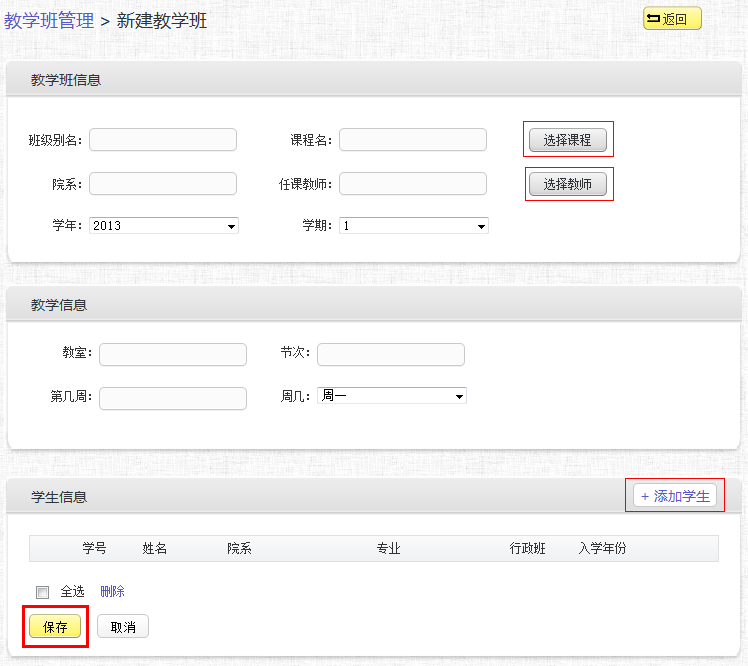 教学班管理 > 新建教学班 返回
教学班信息
班级别名： 课程名： 选择课程
院系： 任课教师： 选择教师
学年： 2013 学期： 1
教学信息
教室： 节次：
第几周： 周几： 周一
学生信息 + 添加学生
学号 姓名 院系 专业 行政班 入学年份
全选 删除
保存 取消